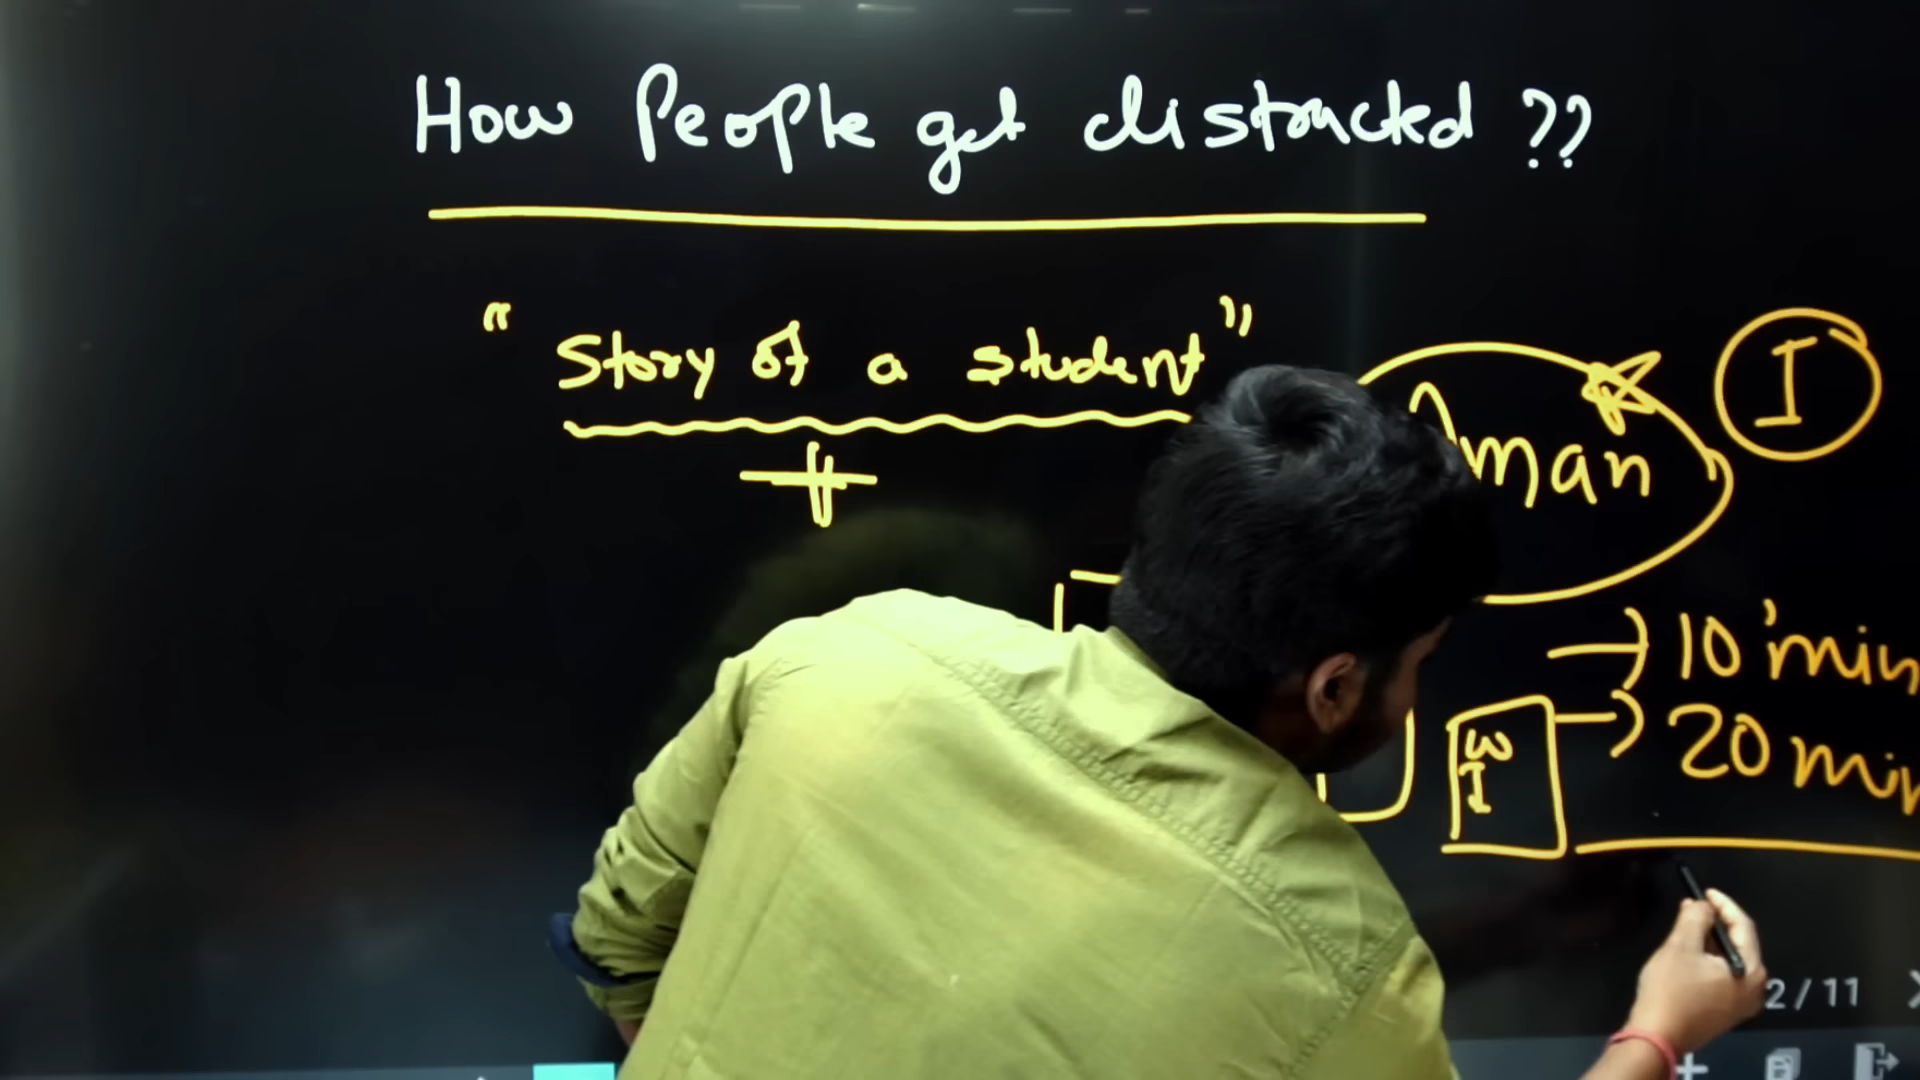 How People get distracted ??
" Story of a student "
I
man
10 min
20 min
W
I
2/11